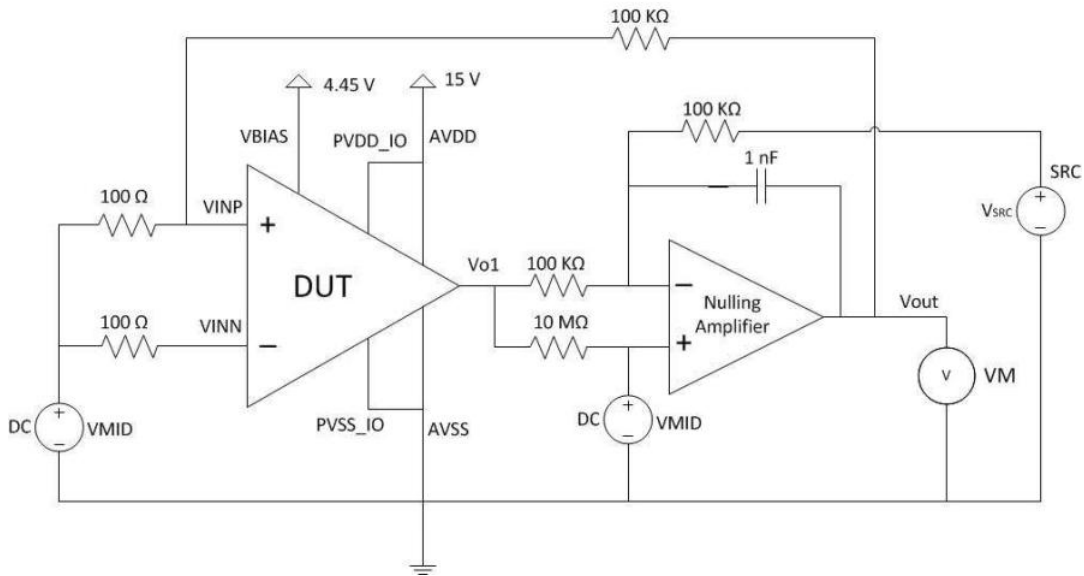 100 KΩ
4.45 V
15 V
100 KΩ
VBIAS
PVDD_IO
AVDD
1 nF
SRC
100 Ω
VINP
+
+
VSRC
−
DUT
Vo1
100 KΩ
−
Nulling
Amplifier
Vout
100 Ω
VINN
−
10 MΩ
+
V
VM
DC
+
−
VMID
PVSS_IO
AVSS
DC
+
−
VMID